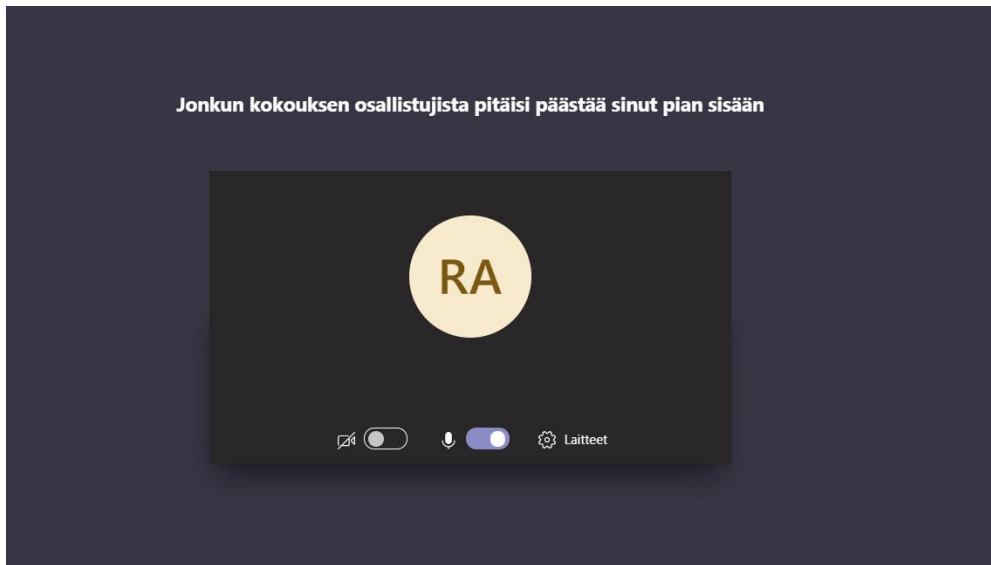 Jonkun kokouksen osallistujista pitäisi päästää sinut pian sisään
RA
Laitteet